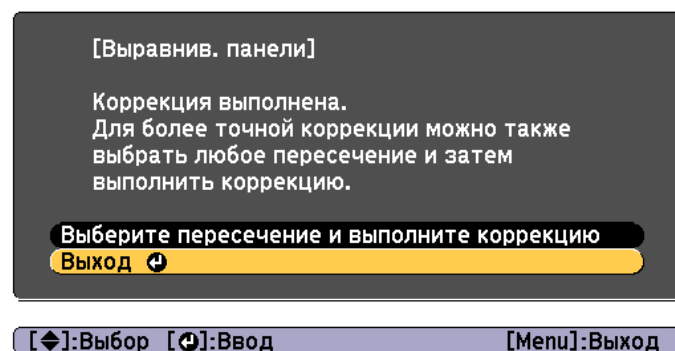 [Выравнив. панели]
Коррекция выполнена.
Для более точной коррекции можно также
выбрать любое пересечение и затем
выполнить коррекцию.
Выберите пересечение и выполните коррекцию
Выход
[◆]:Выбор [⏎]:Ввод [Menu]:Выход